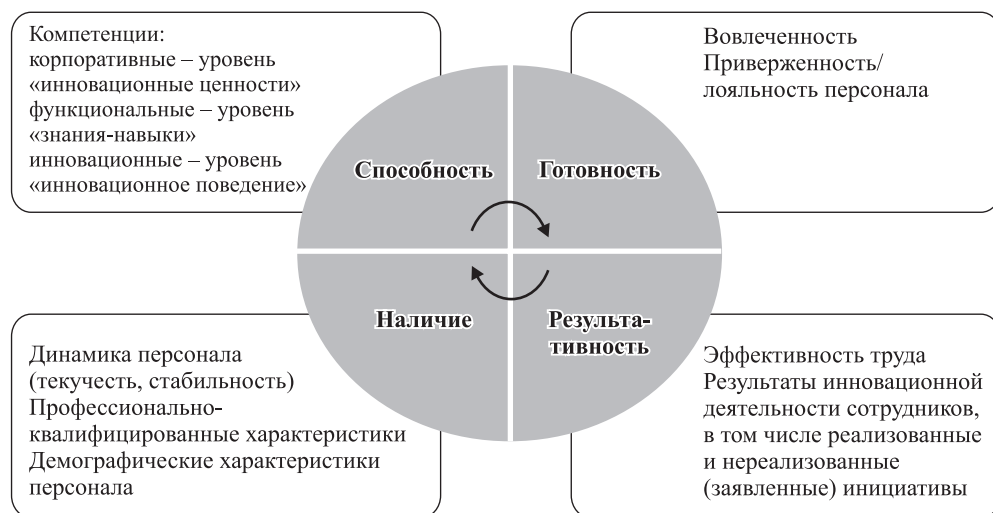 Компетенции:
корпоративные – уровень
«инновационные ценности»
функциональные – уровень
«знания-навыки»
инновационные – уровень
«инновационное поведение»
Вовлеченность
Приверженность/
лояльность персонала
Способность
Готовность
Наличие
Результа-
тивность
Динамика персонала
(текучесть, стабильность)
Профессионально-
квалифицированные характеристики
Демографические характеристики
персонала
Эффективность труда
Результаты инновационной
деятельности сотрудников,
в том числе реализованные
и нереализованные
(заявленные) инициативы